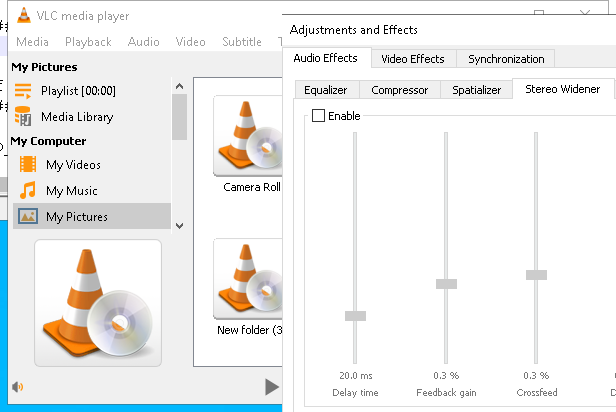 VLC media player
Media Playback Audio Video Subtitle
My Pictures
Playlist [00:00]
Media Library
My Computer
My Videos
My Music
My Pictures
Camera Roll
New folder (3
Adjustments and Effects
Audio Effects Video Effects Synchronization
Equalizer Compressor Spatializer Stereo Widener
Enable
20.0 ms 0.3 % 0.3 %
Delay time Feedback gain Crossfeed